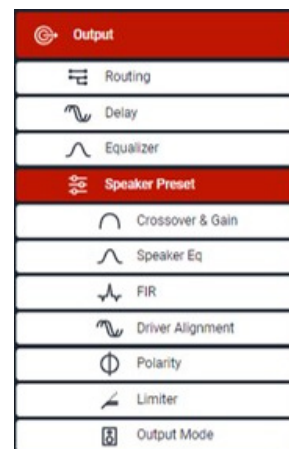 Output
Routing
Delay
Equalizer
Speaker Preset
Crossover & Gain
Speaker Eq
FIR
Driver Alignment
Polarity
Limiter
Output Mode